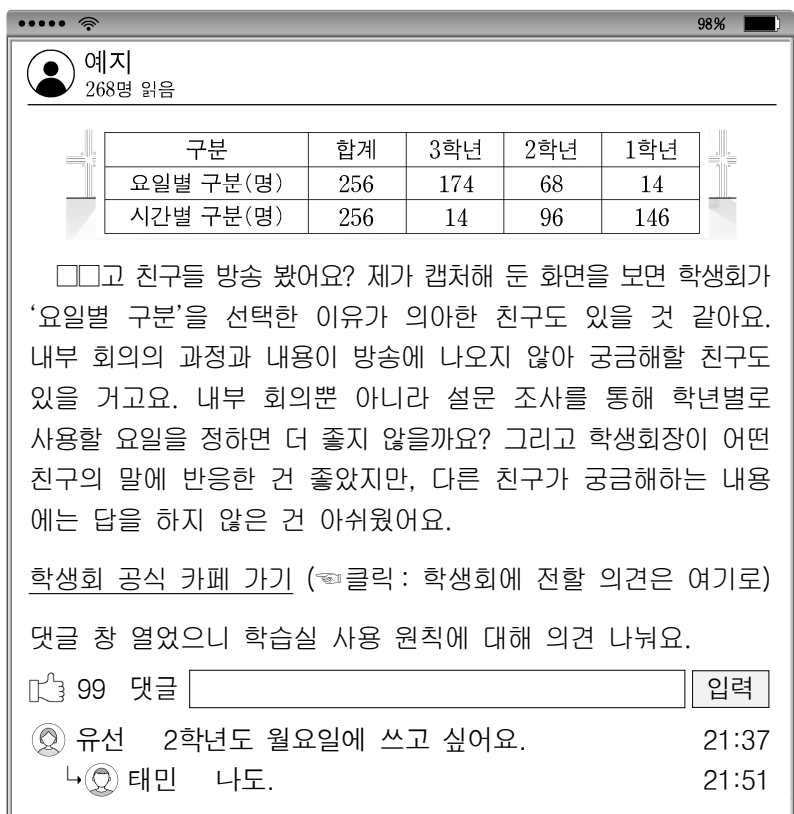 98%
예지
268명 읽음
구분 합계 3학년 2학년 1학년
요일별 구분(명) 256 174 68 14
시간별 구분(명) 256 14 96 146
□□고 친구들 방송 봤어요? 제가 캡처해 둔 화면을 보면 학생회가
‘요일별 구분’을 선택한 이유가 의아한 친구도 있을 것 같아요.
내부 회의의 과정과 내용이 방송에 나오지 않아 궁금해할 친구도
있을 거고요. 내부 회의뿐 아니라 설문 조사를 통해 학년별로
사용할 요일을 정하면 더 좋지 않을까요? 그리고 학생회장이 어떤
친구의 말에 반응한 건 좋았지만, 다른 친구가 궁금해하는 내용
에는 답을 하지 않은 건 아쉬웠어요.
학생회 공식 카페 가기 (☜클릭 : 학생회에 전할 의견은 여기로)
댓글 창 열었으니 학습실 사용 원칙에 대해 의견 나눠요.
99 댓글 입력
유선 2학년도 월요일에 쓰고 싶어요. 21:37
↳ 태민 나도. 21:51